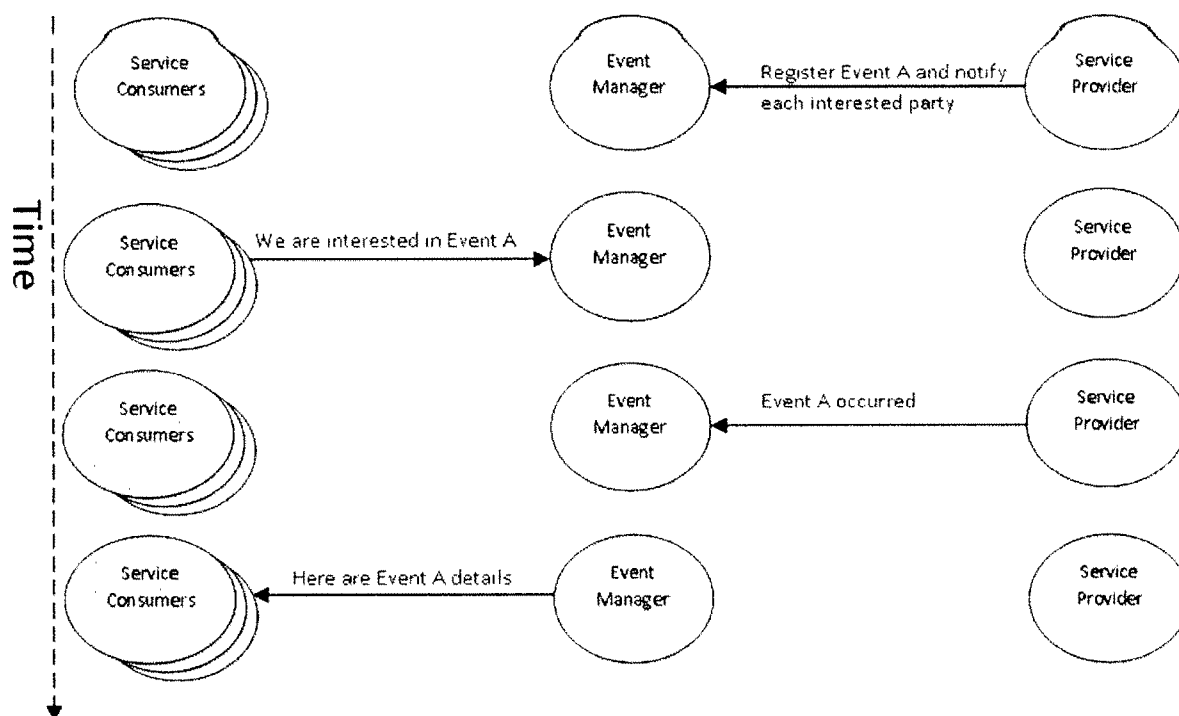 Time
Service
Consumers
Event
Manager
Register Event A and notify
each interested party
Service
Provider
Service
Consumers
We are interested in Event A
Event
Manager
Service
Provider
Service
Consumers
Event
Manager
Event A occurred
Service
Provider
Service
Consumers
Here are Event A details
Event
Manager
Service
Provider